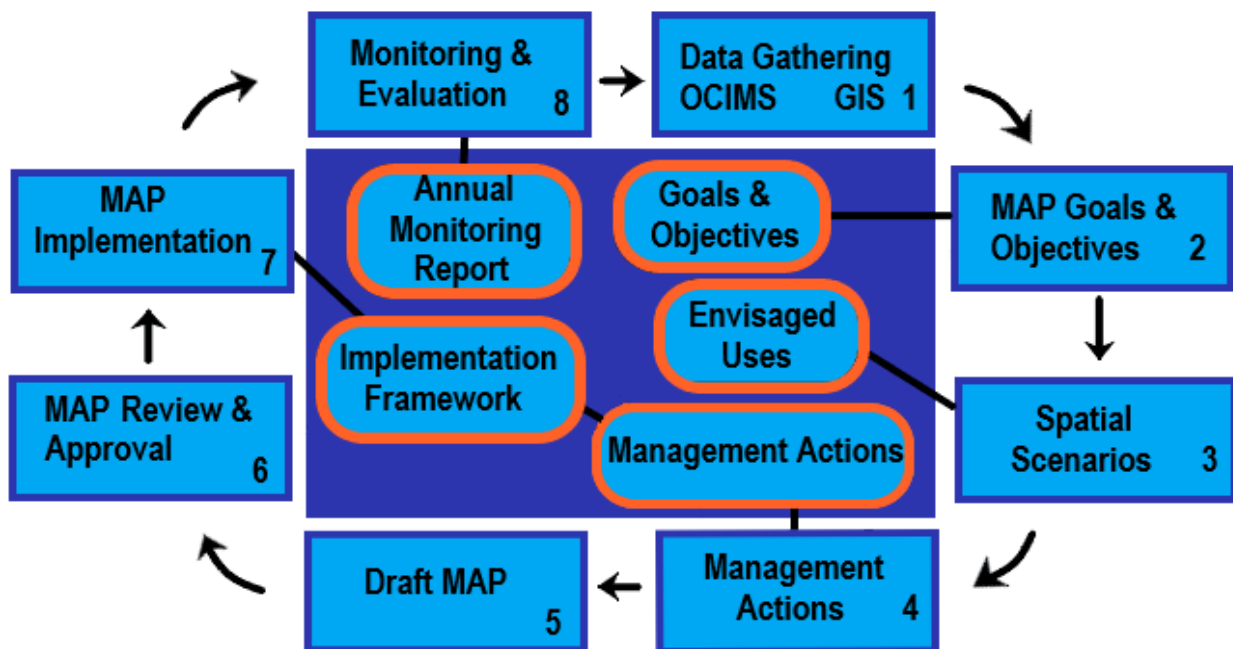 Monitoring &
Evaluation 8
Data Gathering
OCIMS GIS 1
MAP Goals &
Objectives 2
Spatial
Scenarios 3
Management
Actions 4
Draft MAP
5
MAP Review &
Approval
6
MAP
Implementation
7
Annual
Monitoring
Report
Goals &
Objectives
Envisaged
Uses
Implementation
Framework
Management Actions